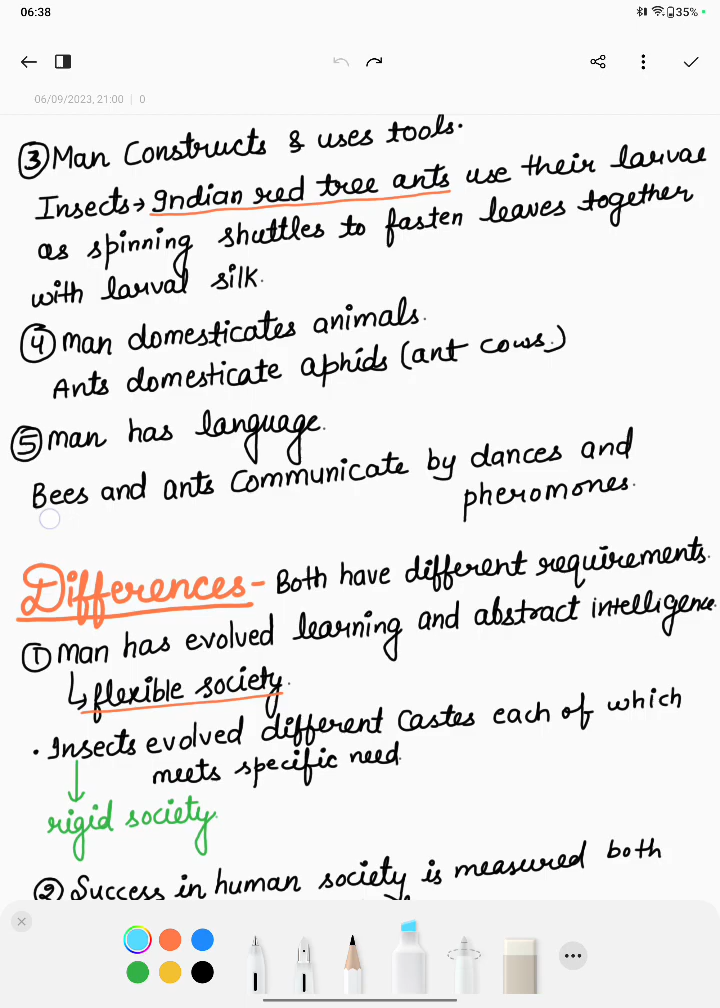 06:38
35%
06/09/2023, 21:00 | 0
③ Man Constructs & uses tools.
Insects → Indian red tree ants use their larvae
as spinning shuttles to fasten leaves together
with larval silk.
④ Man domesticates animals.
Ants domesticate aphids (ant cows.)
⑤ Man has language.
Bees and ants Communicate by dances and
pheromones.
Differences - Both have different requirements.
① Man has evolved learning and abstract intelligence.
↳ flexible society.
• Insects evolved different Castes each of which
meets specific need.
↓
rigid society.
② Success in human society is measured both